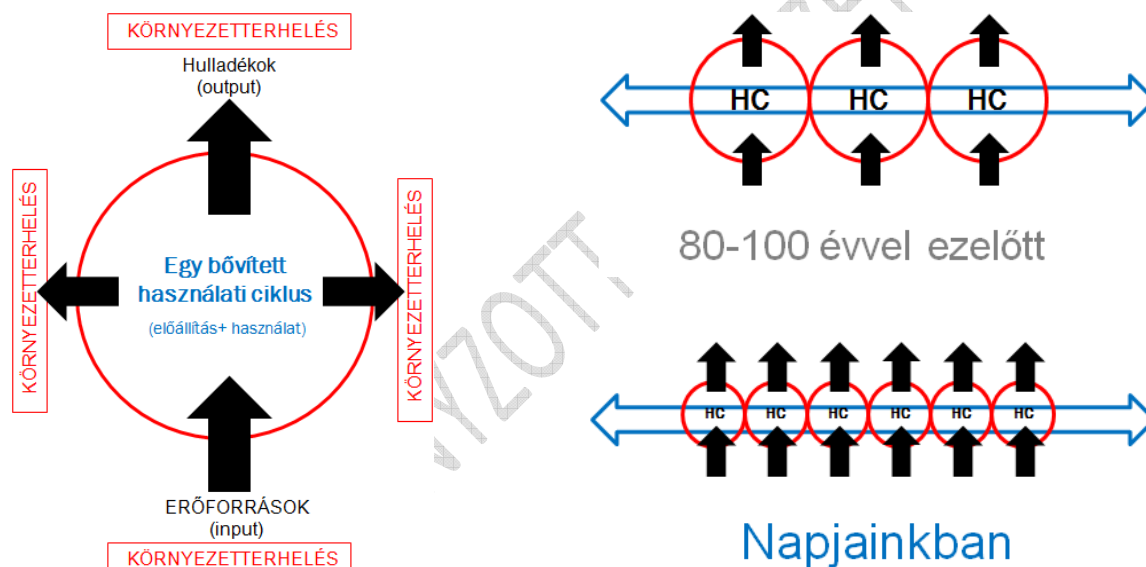 KÖRNYEZETTERHELÉS
Hulladékok
(output)
KÖRNYEZETTERHELÉS
Egy bővített
használati ciklus
(előállítás+ használat)
KÖRNYEZETTERHELÉS
ERŐFORRÁSOK
(input)
KÖRNYEZETTERHELÉS
HC HC HC
80-100 évvel ezelőtt
HC HC HC HC HC HC
Napjainkban